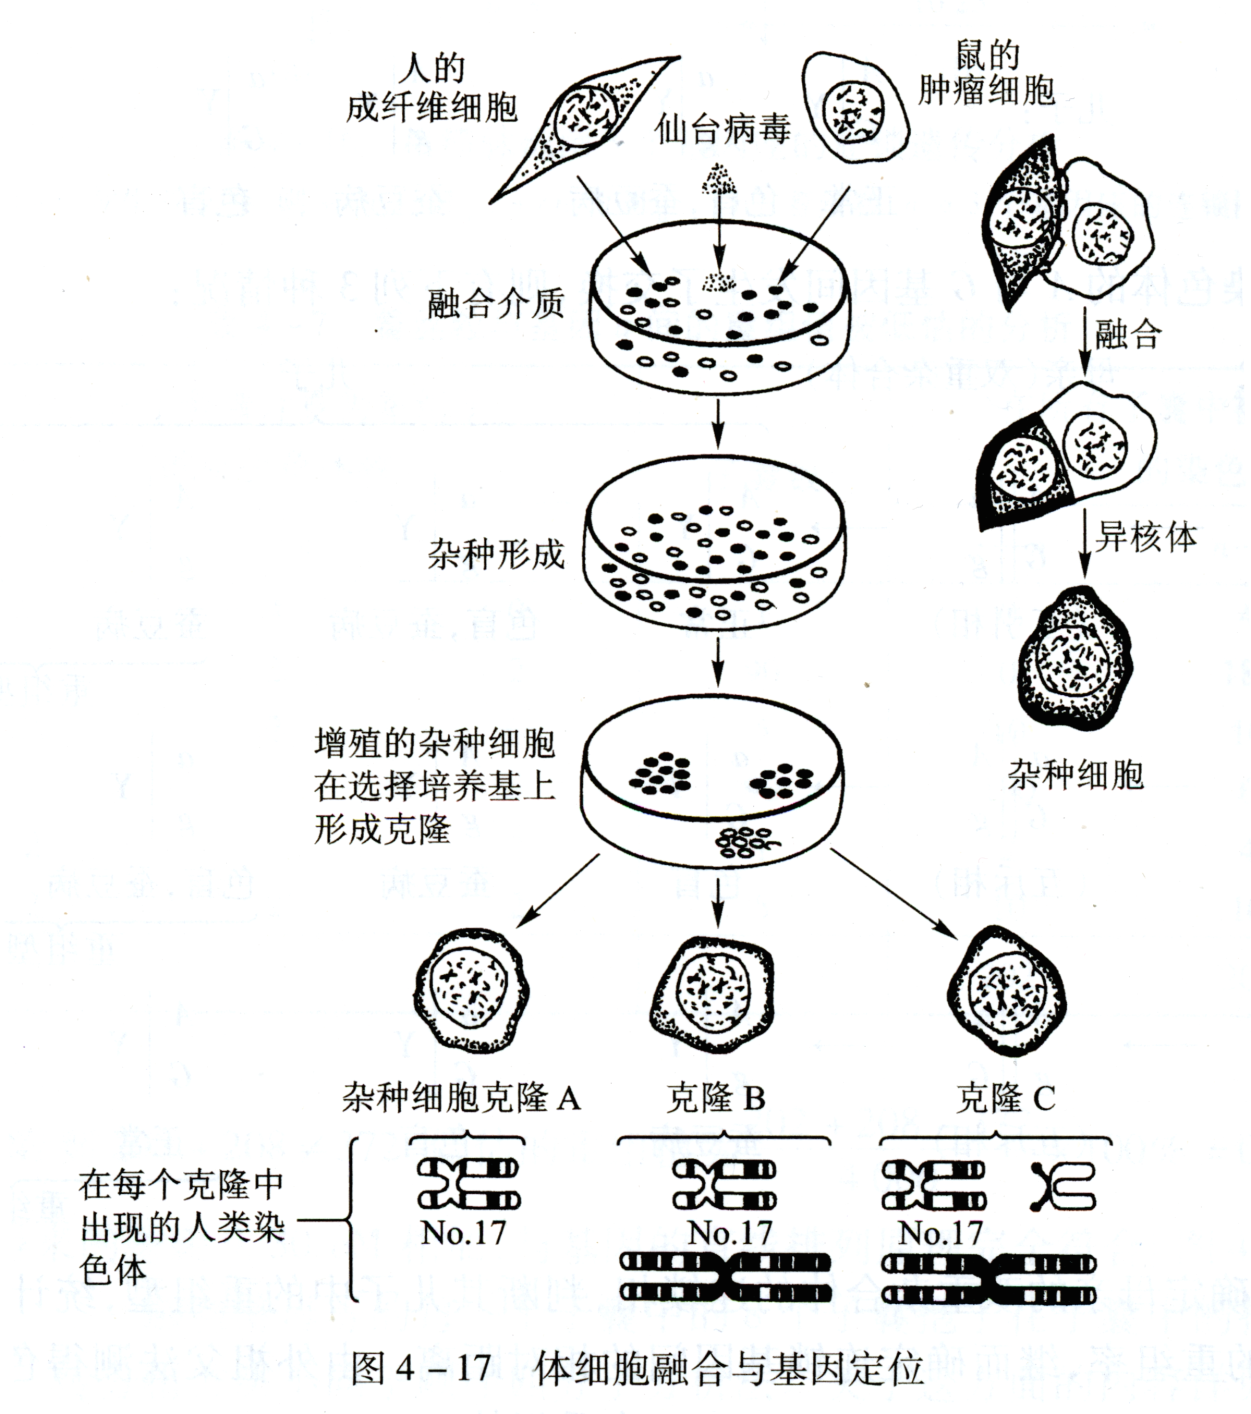 人的
成纤维细胞
仙台病毒
鼠的
肿瘤细胞
融合介质
融合
杂种形成
异核体
增殖的杂种细胞
在选择培养基上
形成克隆
杂种细胞
杂种细胞克隆 A
克隆 B
克隆 C
在每个克隆中
出现的人类染
色体
No.17
No.17
No.17
图 4-17 体细胞融合与基因定位